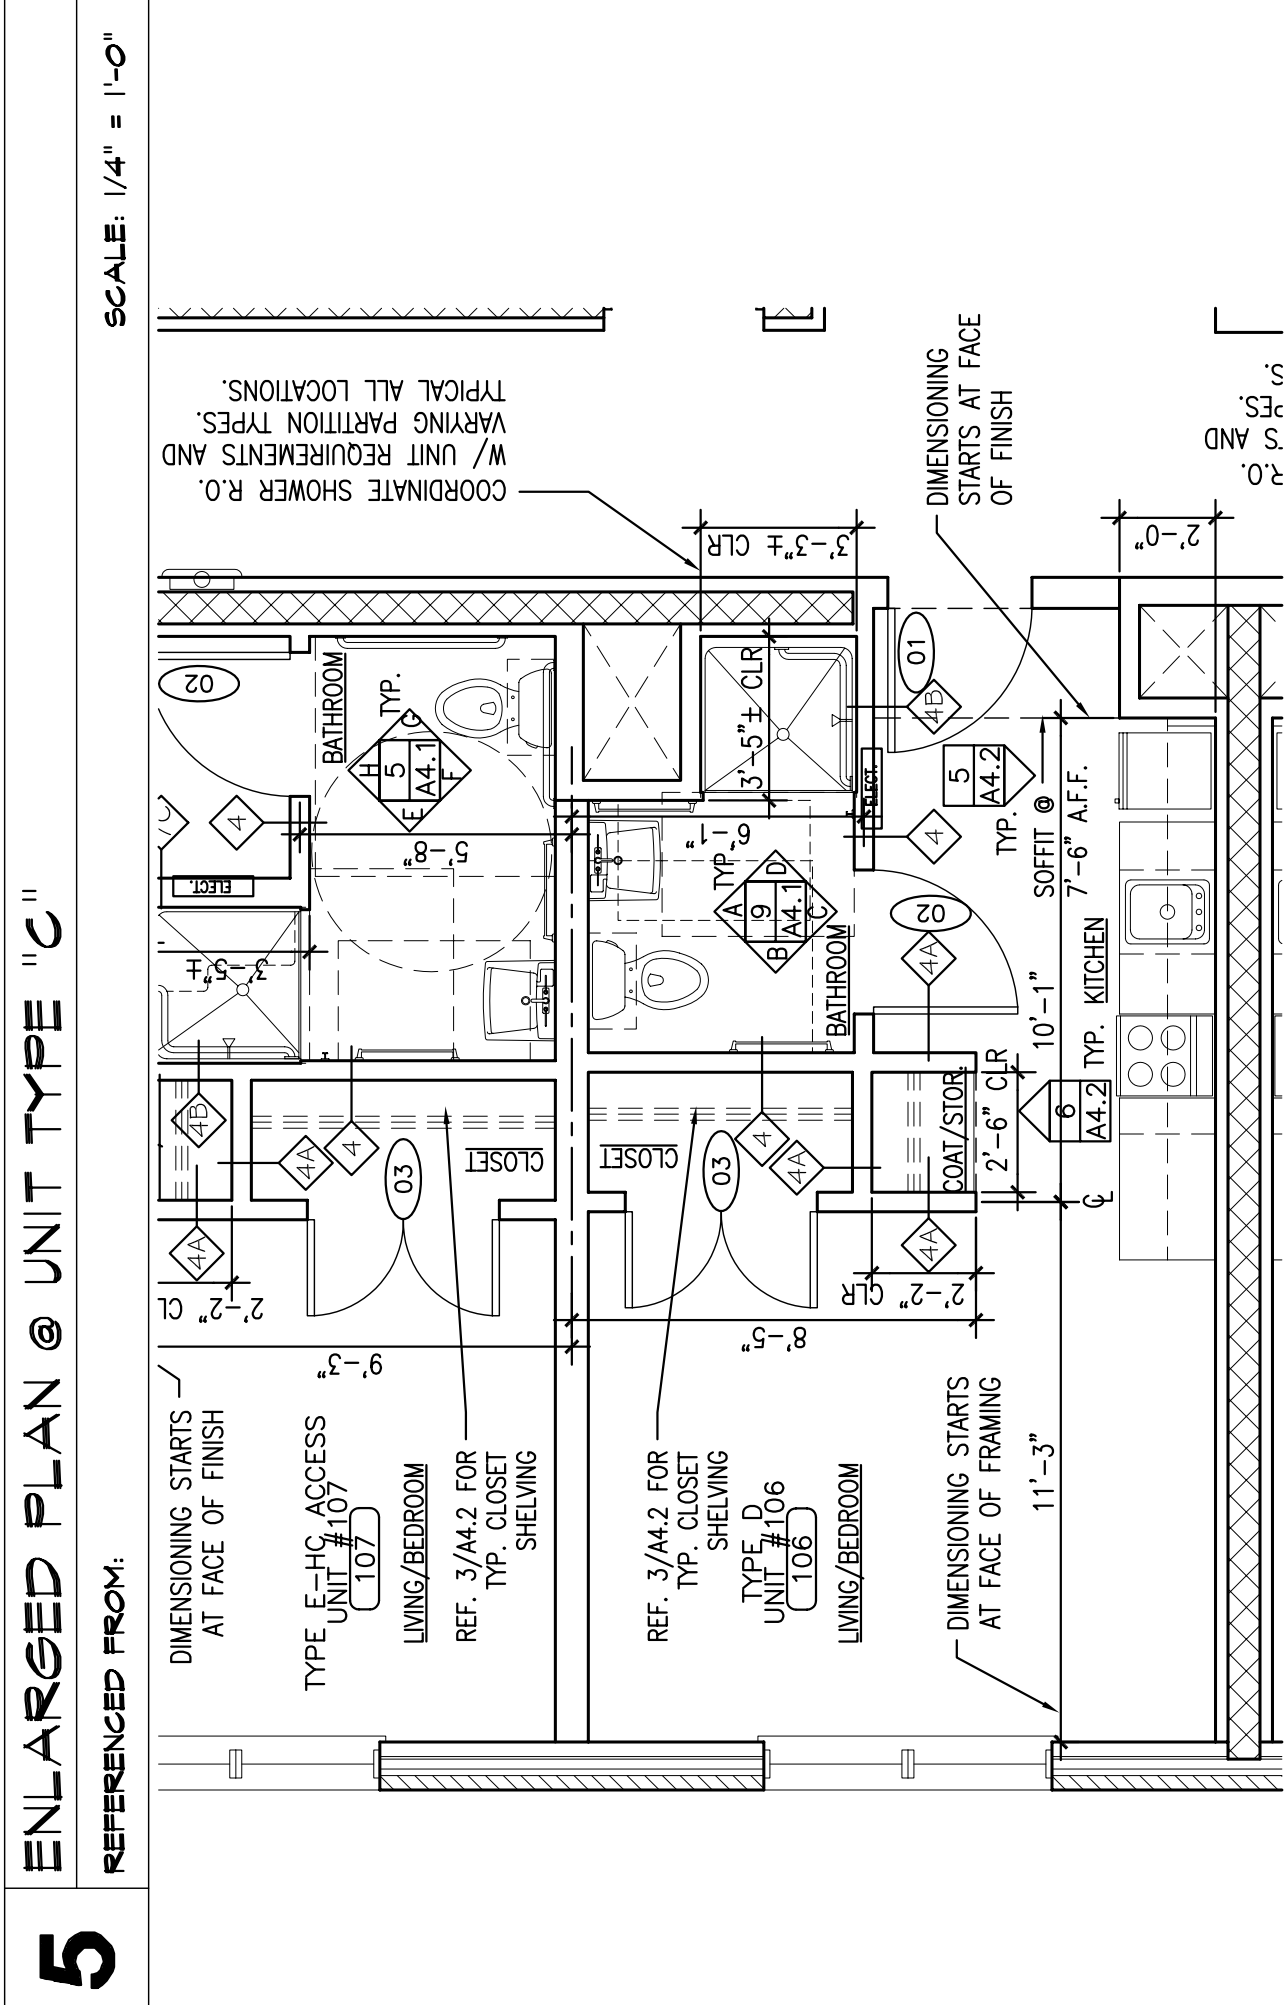 5
ENLARGED PLAN @ UNIT TYPE "C"
REFERENCED FROM:
SCALE: 1/4" = 1'-0"
COORDINATE SHOWER R.O.
W/ UNIT REQUIREMENTS AND
VARYING PARTITION TYPES.
TYPICAL ALL LOCATIONS.
DIMENSIONING
STARTS AT FACE
OF FINISH
R.O.
TS AND
PES.
S.
3'-3"± CLR
2'-0"
02
BATHROOM
TYP.
H
5
A4.1
G
E
F
4
5'-8"
ELECT.
3'-5"±
3'-5"± CLR
01
4B
ELECT.
5
A4.2
TYP.
SOFFIT @
7'-6" A.F.F.
6'-1"
4
TYP.
A
9
A4.1
D
B
C
BATHROOM
02
4A
10'-1"
KITCHEN
TYP.
6
A4.2
COAT/STOR.
2'-6" CLR
CL
4B
4A
4
03
CLOSET
CLOSET
03
4
4A
4A
4A
2'-2" CL
2'-2" CLR
9'-3"
8'-5"
DIMENSIONING STARTS
AT FACE OF FINISH
TYPE E-HC ACCESS
UNIT #107
107
LIVING/BEDROOM
REF. 3/A4.2 FOR
TYP. CLOSET
SHELVING
REF. 3/A4.2 FOR
TYP. CLOSET
SHELVING
TYPE D
UNIT #106
106
LIVING/BEDROOM
DIMENSIONING STARTS
AT FACE OF FRAMING
11'-3"